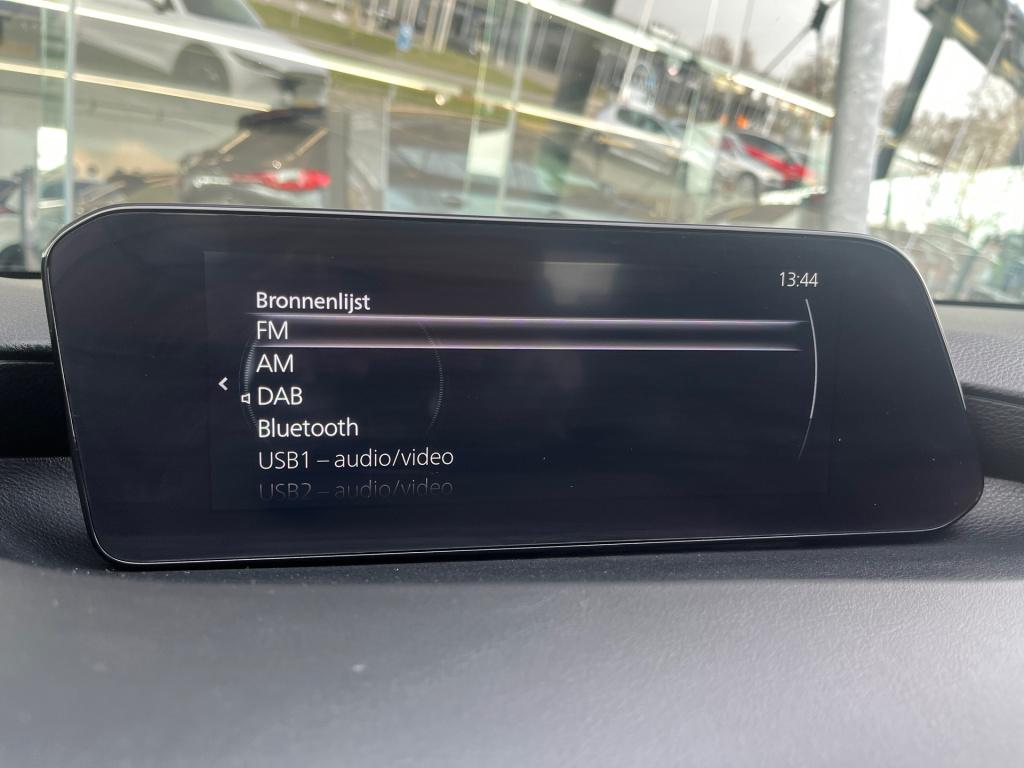 13:44
Bronnenlijst
FM
AM
DAB
Bluetooth
USB1 – audio/video
USB2 – audio/video